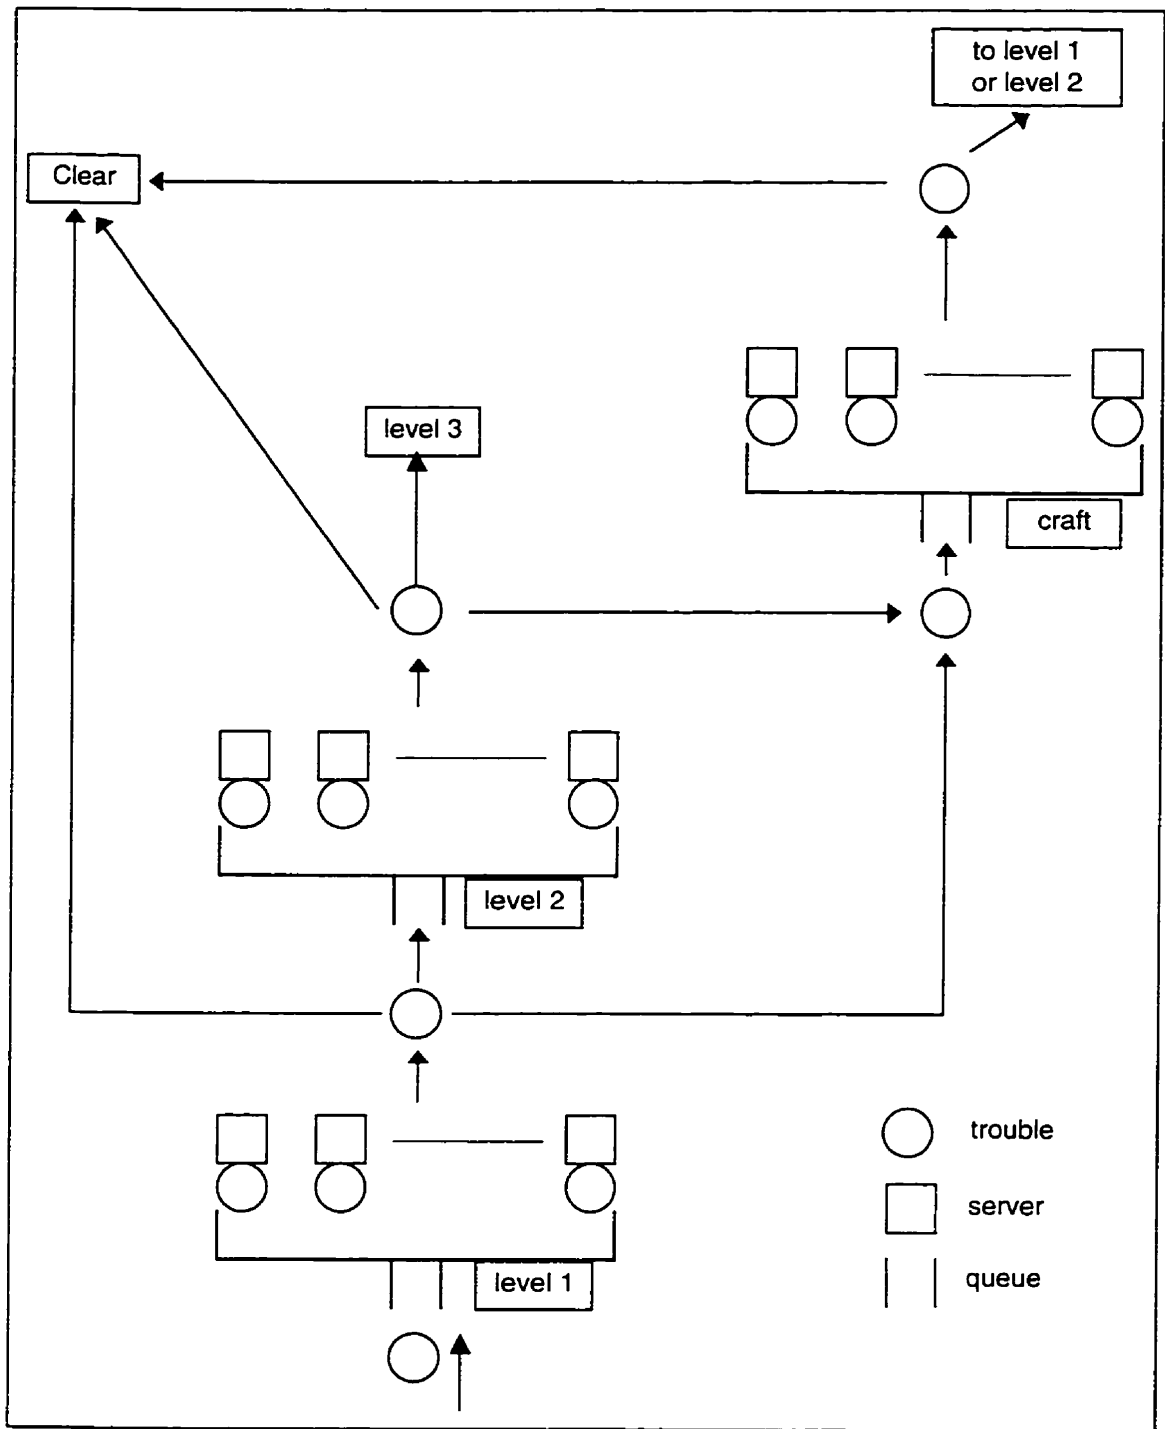 to level 1
or level 2
Clear
level 3
craft
level 2
trouble
server
level 1
queue